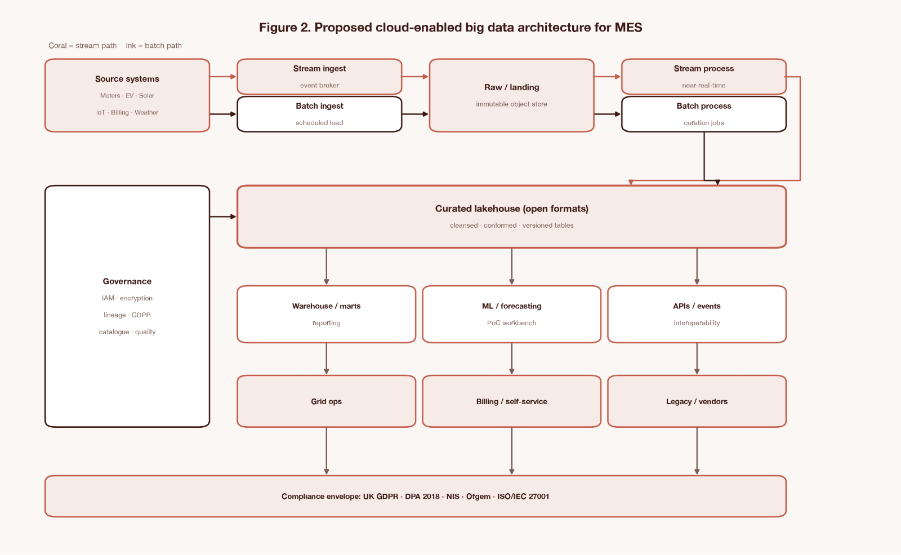 Figure 2. Proposed cloud-enabled big data architecture for MES
Coral = stream path   Ink = batch path
Source systems
Meters · EV · Solar
IoT · Billing · Weather
Stream ingest
event broker
Batch ingest
scheduled load
Raw / landing
immutable object store
Stream process
near-real-time
Batch process
curation jobs
Governance
IAM · encryption
lineage · GDPR
catalogue · quality
Curated lakehouse (open formats)
cleansed · conformed · versioned tables
Warehouse / marts
reporting
ML / forecasting
PoC workbench
APIs / events
interoperability
Grid ops
Billing / self-service
Legacy / vendors
Compliance envelope: UK GDPR · DPA 2018 · NIS · Ofgem · ISO/IEC 27001